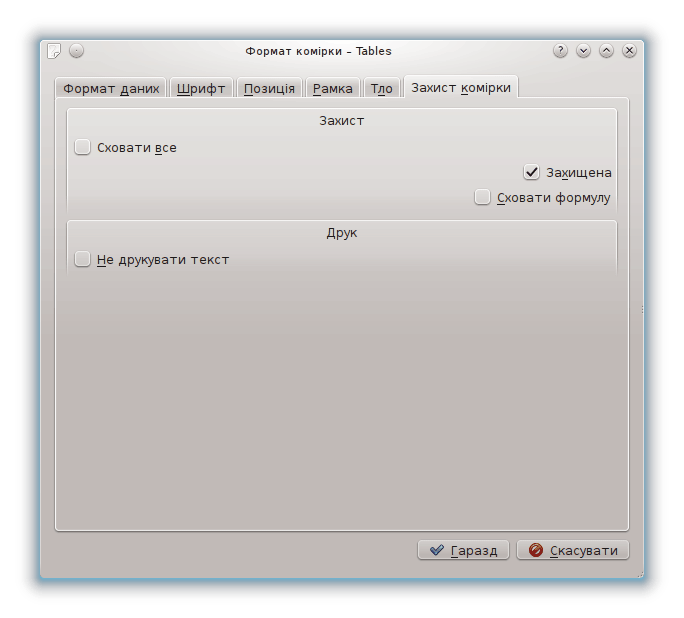 Формат комірки – Tables
Формат даних Шрифт Позиція Рамка Тло Захист комірки
Захист
Сховати все
Захищена
Сховати формулу
Друк
Не друкувати текст
Гаразд Скасувати